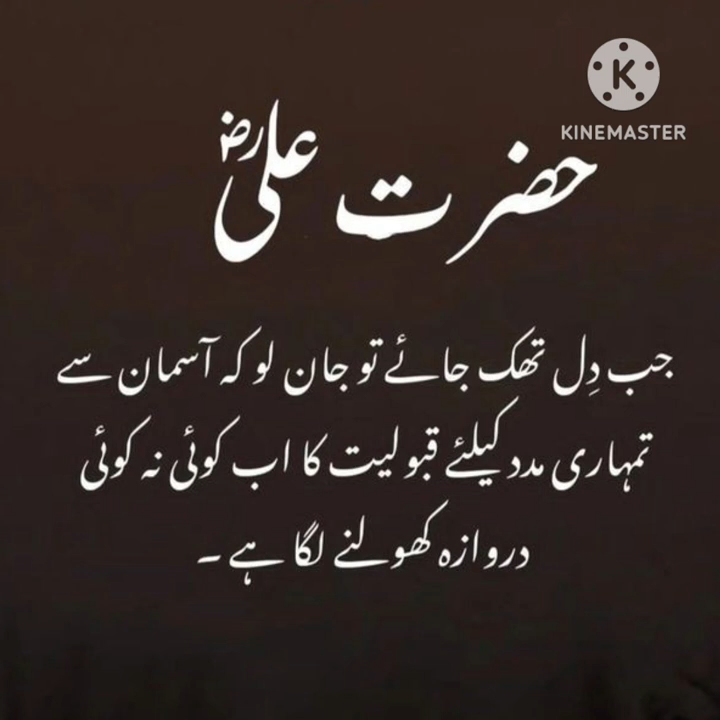 KINEMASTER
حضرت علی رض
جب دِل تھک جائے تو جان لو کہ آسمان سے
تمہاری مدد کیلئے قبولیت کا اب کوئی نہ کوئی
دروازہ کھولنے لگا ہے ۔